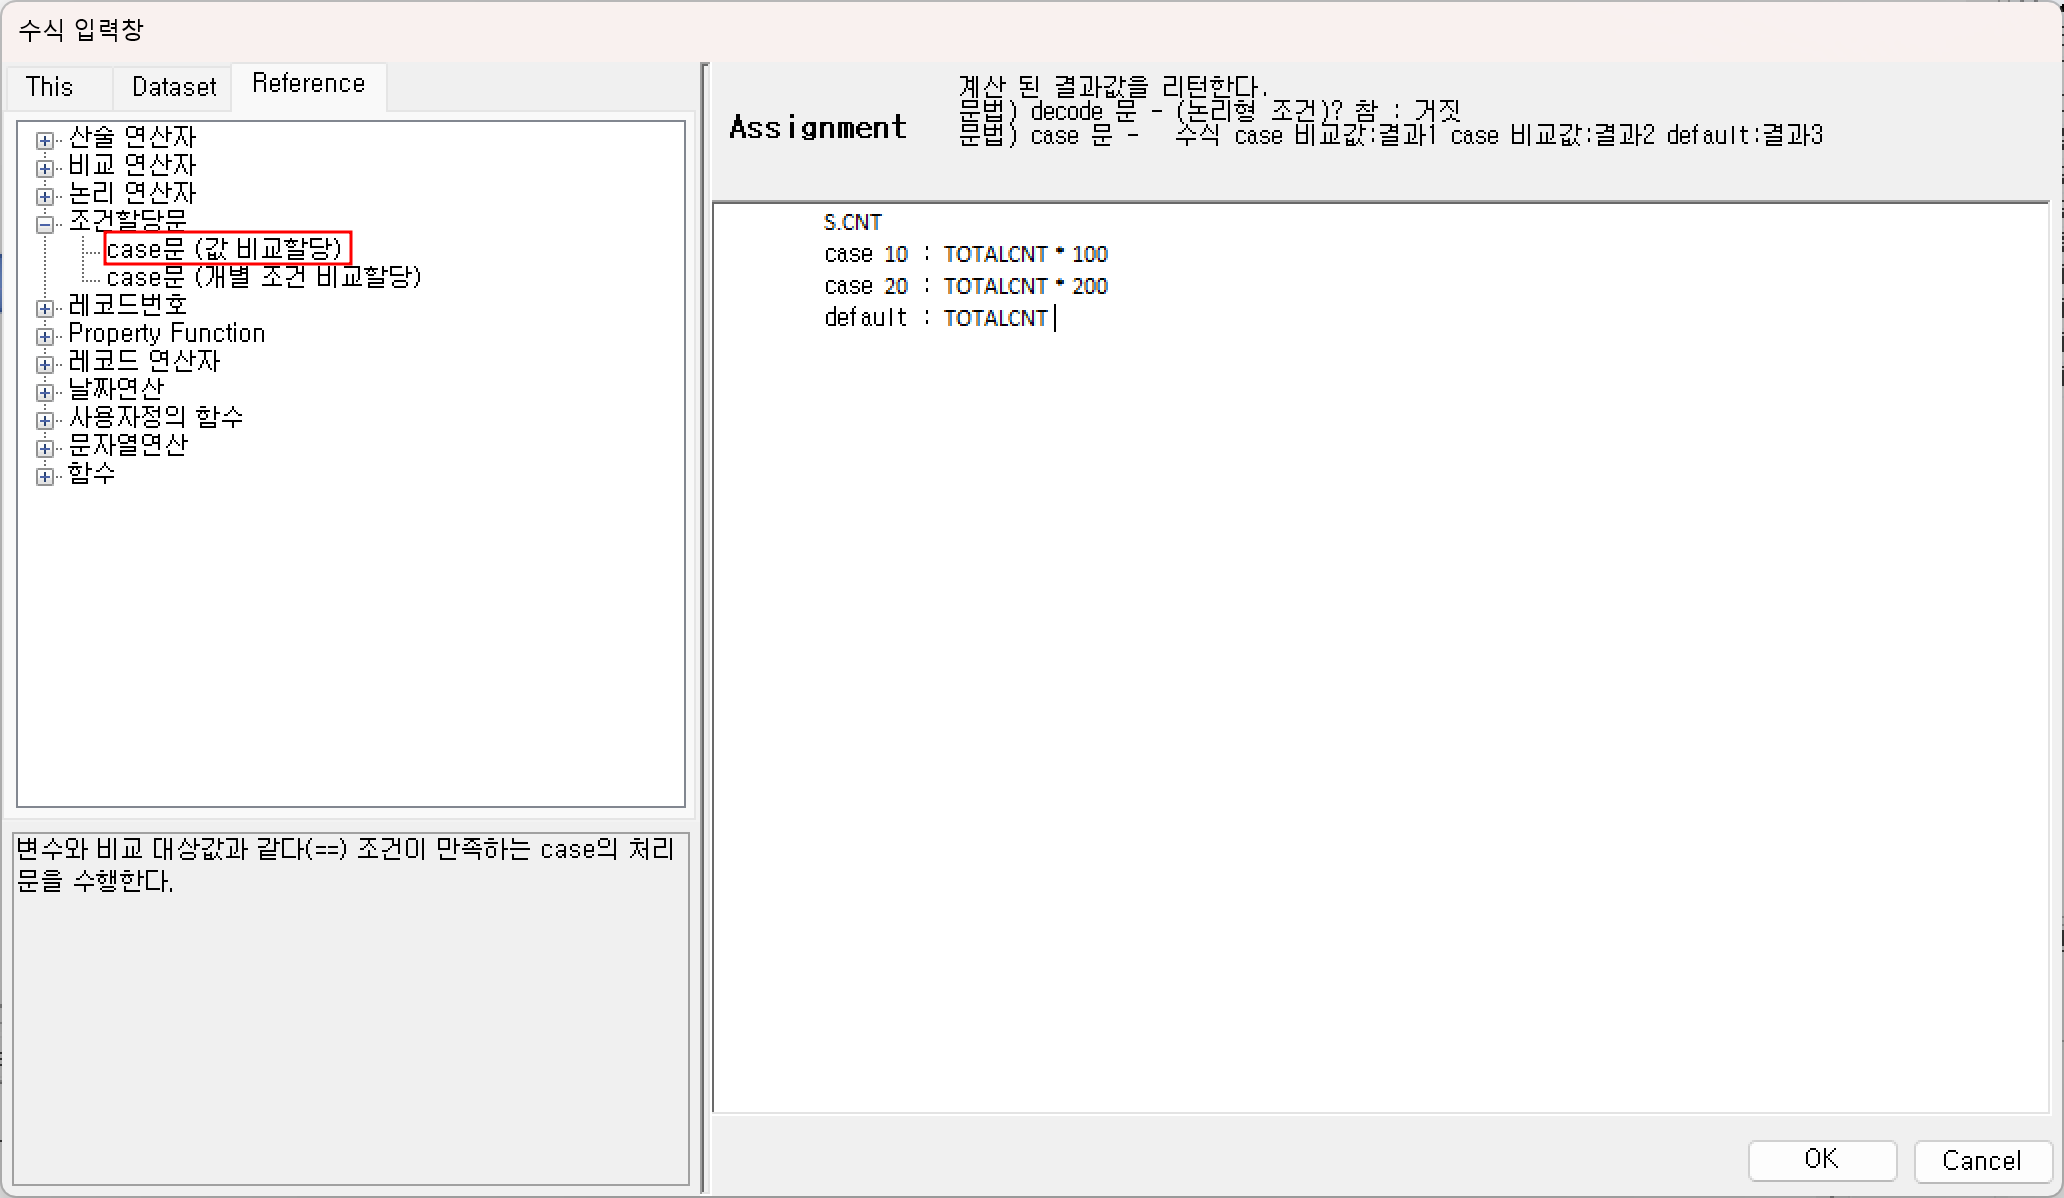 수식 입력창
This Dataset Reference
산술 연산자
비교 연산자
논리 연산자
조건할당문
case문 (값 비교할당)
case문 (개별 조건 비교할당)
레코드번호
Property Function
레코드 연산자
날짜연산
사용자정의 함수
문자열연산
함수
변수와 비교 대상값과 같다(==) 조건이 만족하는 case의 처리
문을 수행한다.
Assignment
계산 된 결과값을 리턴한다.
문법) decode 문 - (논리형 조건)? 참 : 거짓
문법) case 문 - 수식 case 비교값:결과1 case 비교값:결과2 default:결과3
S.CNT
case 10 : TOTALCNT * 100
case 20 : TOTALCNT * 200
default : TOTALCNT
OK Cancel